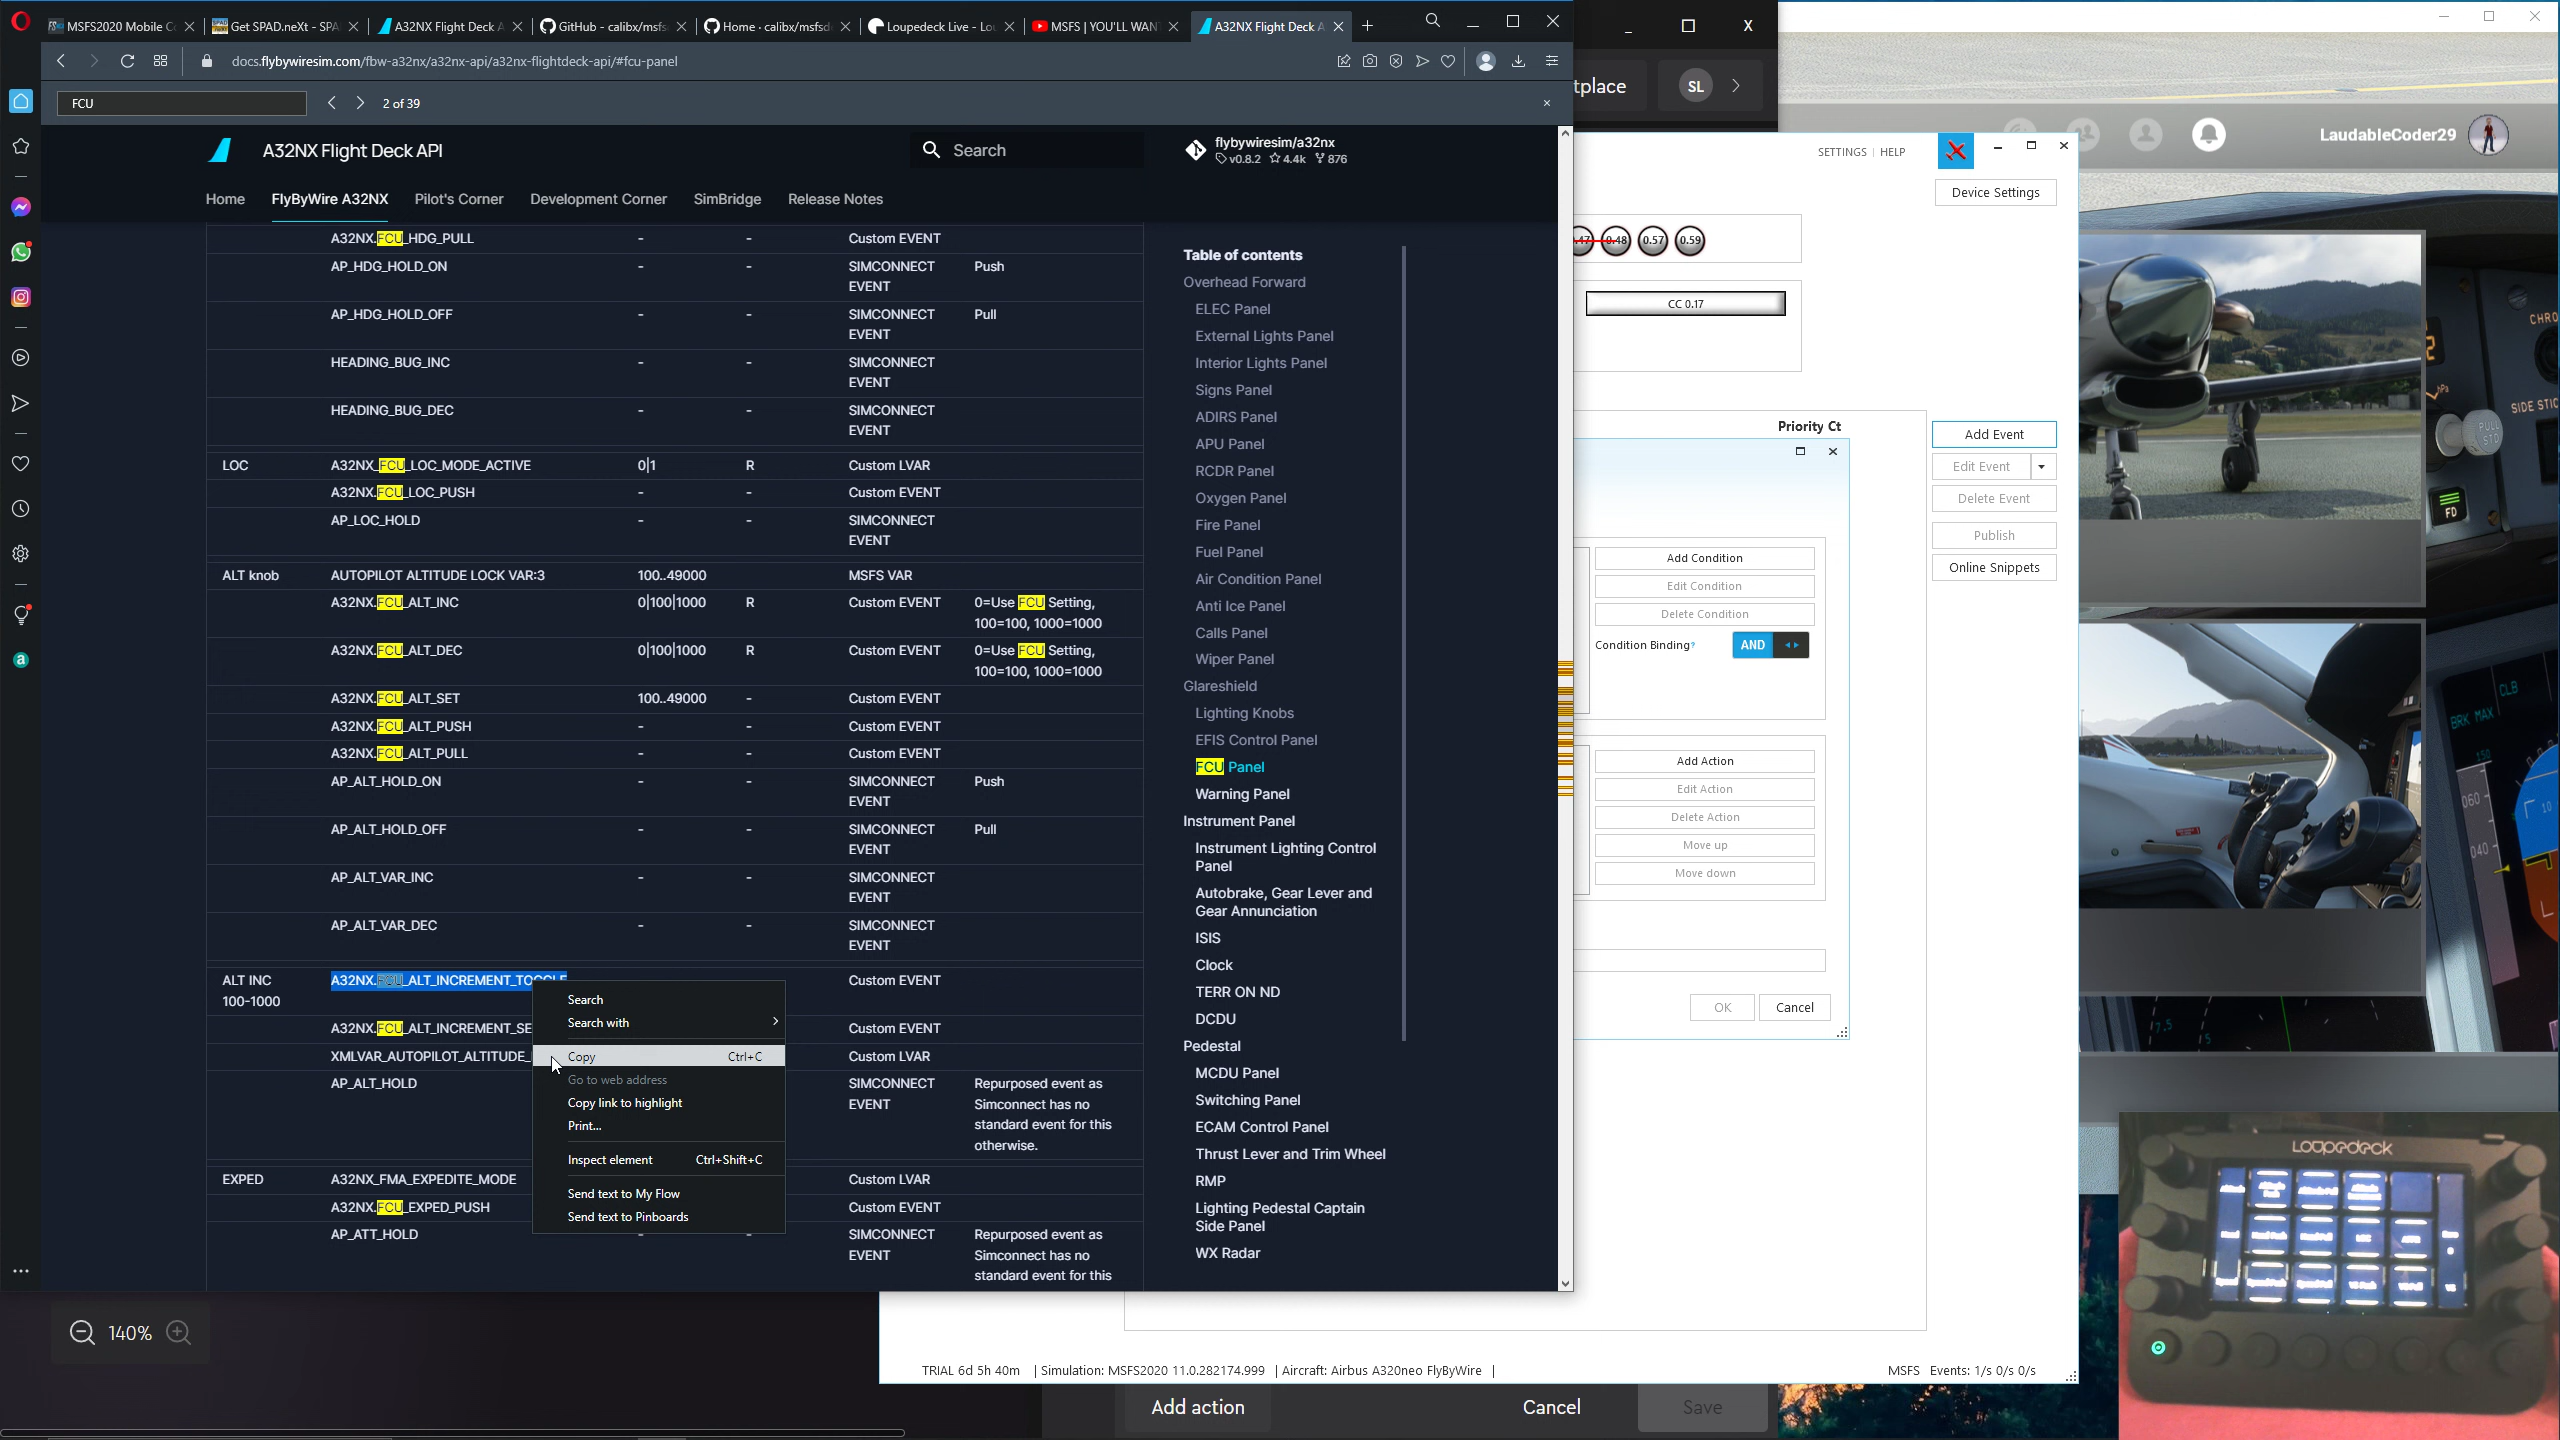 MSFS2020 Mobile C
Get SPAD.neXt - SPA
A32NX Flight Deck A
GitHub - calibx/msfs
Home · calibx/msfsd
Loupedeck Live - Lo
MSFS | YOU'LL WAN
A32NX Flight Deck A
docs.flybywiresim.com/fbw-a32nx/a32nx-api/a32nx-flightdeck-api/#fcu-panel
FCU
2 of 39
A32NX Flight Deck API
Search
flybywiresim/a32nx
v0.8.2 4.4k 876
Home FlyByWire A32NX Pilot's Corner Development Corner SimBridge Release Notes
A32NX.FCU_HDG_PULL - - Custom EVENT
AP_HDG_HOLD_ON - - SIMCONNECT EVENT Push
AP_HDG_HOLD_OFF - - SIMCONNECT EVENT Pull
HEADING_BUG_INC - - SIMCONNECT EVENT
HEADING_BUG_DEC - - SIMCONNECT EVENT
LOC A32NX_FCU_LOC_MODE_ACTIVE 0|1 R Custom LVAR
A32NX.FCU_LOC_PUSH - - Custom EVENT
AP_LOC_HOLD - - SIMCONNECT EVENT
ALT knob AUTOPILOT ALTITUDE LOCK VAR:3 100..49000 MSFS VAR
A32NX.FCU_ALT_INC 0|100|1000 R Custom EVENT 0=Use FCU Setting, 100=100, 1000=1000
A32NX.FCU_ALT_DEC 0|100|1000 R Custom EVENT 0=Use FCU Setting, 100=100, 1000=1000
A32NX.FCU_ALT_SET 100..49000 - Custom EVENT
A32NX.FCU_ALT_PUSH - - Custom EVENT
A32NX.FCU_ALT_PULL - - Custom EVENT
AP_ALT_HOLD_ON - - SIMCONNECT EVENT Push
AP_ALT_HOLD_OFF - - SIMCONNECT EVENT Pull
AP_ALT_VAR_INC - - SIMCONNECT EVENT
AP_ALT_VAR_DEC - - SIMCONNECT EVENT
ALT INC 100-1000 A32NX.FCU_ALT_INCREMENT_TOGGLE Custom EVENT
A32NX.FCU_ALT_INCREMENT_SE Custom EVENT
XMLVAR_AUTOPILOT_ALTITUDE_ Custom LVAR
AP_ALT_HOLD SIMCONNECT EVENT Repurposed event as Simconnect has no standard event for this otherwise.
EXPED A32NX_FMA_EXPEDITE_MODE Custom LVAR
A32NX.FCU_EXPED_PUSH Custom EVENT
AP_ATT_HOLD - - SIMCONNECT EVENT Repurposed event as Simconnect has no standard event for this
Search
Search with
Copy Ctrl+C
Go to web address
Copy link to highlight
Print...
Inspect element Ctrl+Shift+C
Send text to My Flow
Send text to Pinboards
Table of contents
Overhead Forward
ELEC Panel
External Lights Panel
Interior Lights Panel
Signs Panel
ADIRS Panel
APU Panel
RCDR Panel
Oxygen Panel
Fire Panel
Fuel Panel
Air Condition Panel
Anti Ice Panel
Calls Panel
Wiper Panel
Glareshield
Lighting Knobs
EFIS Control Panel
FCU Panel
Warning Panel
Instrument Panel
Instrument Lighting Control
Panel
Autobrake, Gear Lever and
Gear Annunciation
ISIS
Clock
TERR ON ND
DCDU
Pedestal
MCDU Panel
Switching Panel
ECAM Control Panel
Thrust Lever and Trim Wheel
RMP
Lighting Pedestal Captain
Side Panel
WX Radar
tplace
SL
SETTINGS | HELP
Device Settings
0.48 0.57 0.59
CC 0.17
Priority Ct
Add Event
Edit Event
Delete Event
Publish
Online Snippets
Add Condition
Edit Condition
Delete Condition
Condition Binding?
AND
Add Action
Edit Action
Delete Action
Move up
Move down
OK Cancel
LaudableCoder29
CHRO
hPa
SIDE STIC
FD
CLB
BRK MAX
150
060
040
10
7.5
Loupedeck
140%
TRIAL 6d 5h 40m | Simulation: MSFS2020 11.0.282174.999 | Aircraft: Airbus A320neo FlyByWire |
MSFS Events: 1/s 0/s 0/s
Add action
Cancel
Save